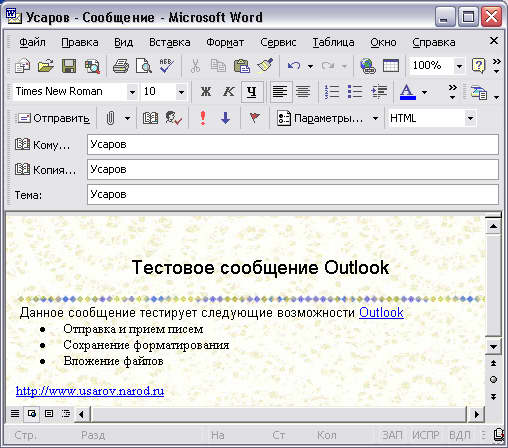 Усаров - Сообщение - Microsoft Word
Файл Правка Вид Вставка Формат Сервис Таблица Окно Справка
100%
Times New Roman 10 Ж К Ч
Отправить Параметры... HTML
Кому... Усаров
Копия... Усаров
Тема: Усаров
Тестовое сообщение Outlook
Данное сообщение тестирует следующие возможности Outlook
• Отправка и прием писем
• Сохранение форматирования
• Вложение файлов
http://www.usarov.narod.ru
Стр. Разд На Ст Кол ЗАП ИСПР ВДЛ